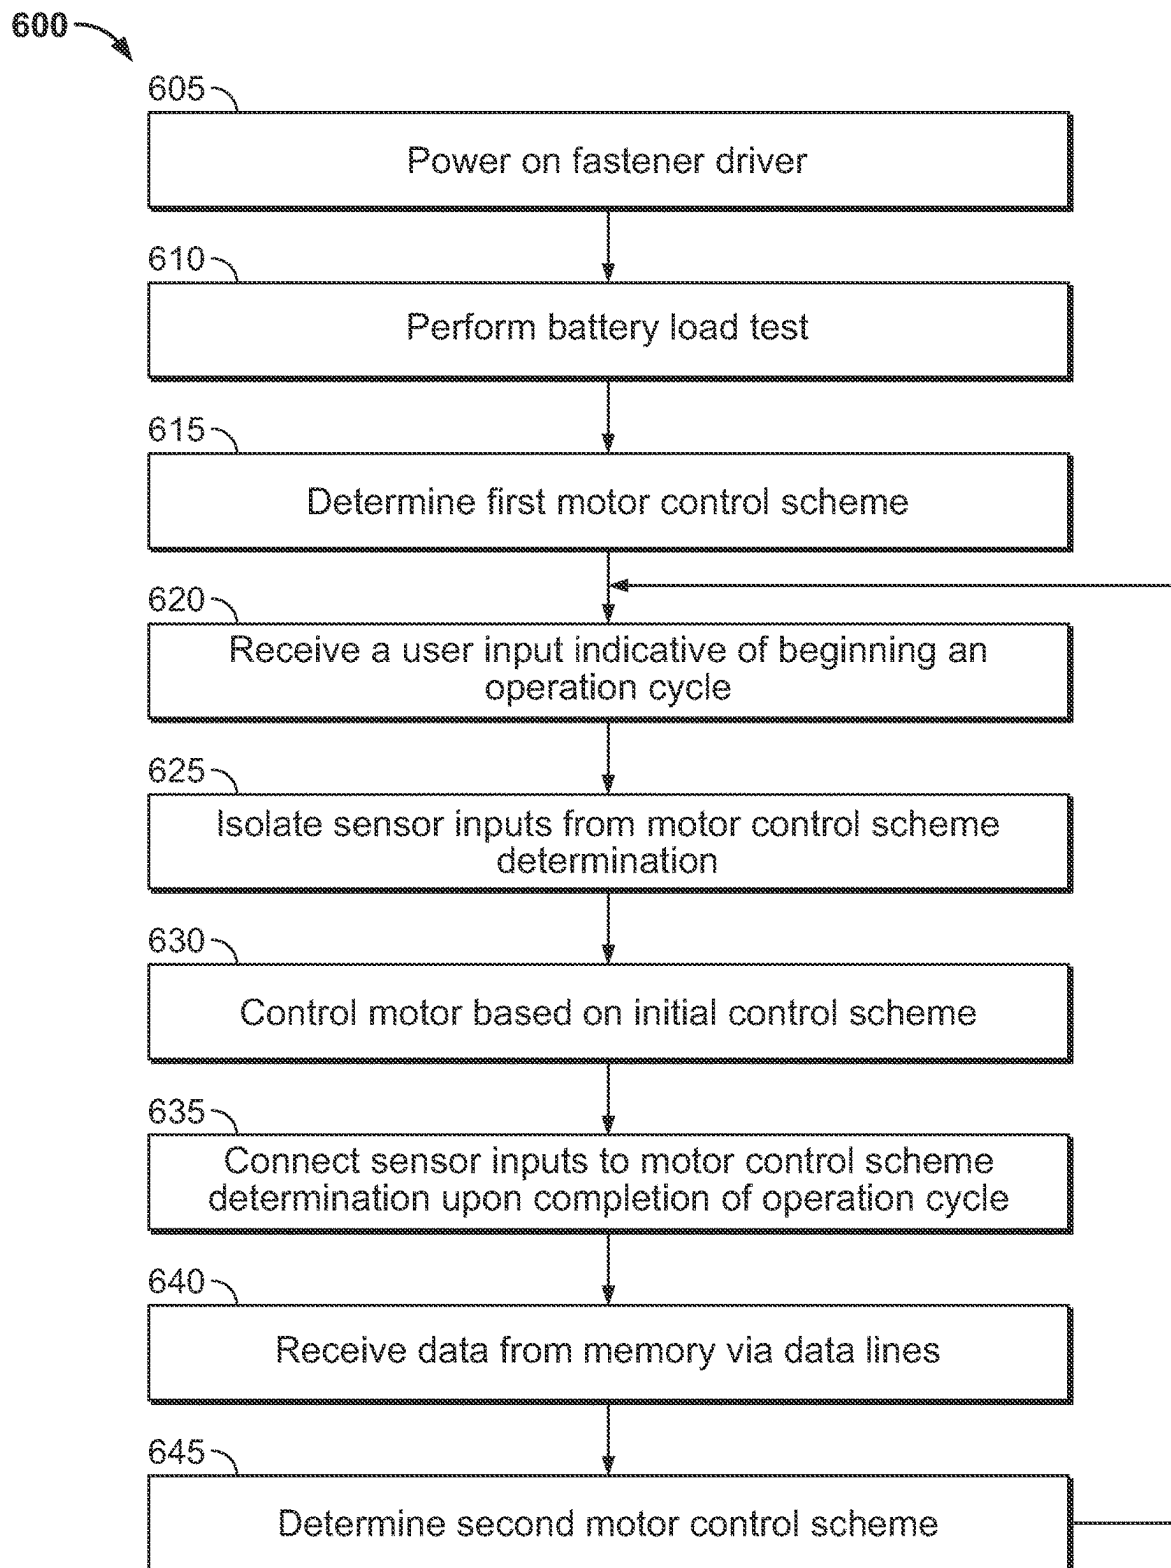 600
605
Power on fastener driver
610
Perform battery load test
615
Determine first motor control scheme
620
Receive a user input indicative of beginning an
operation cycle
625
Isolate sensor inputs from motor control scheme
determination
630
Control motor based on initial control scheme
635
Connect sensor inputs to motor control scheme
determination upon completion of operation cycle
640
Receive data from memory via data lines
645
Determine second motor control scheme